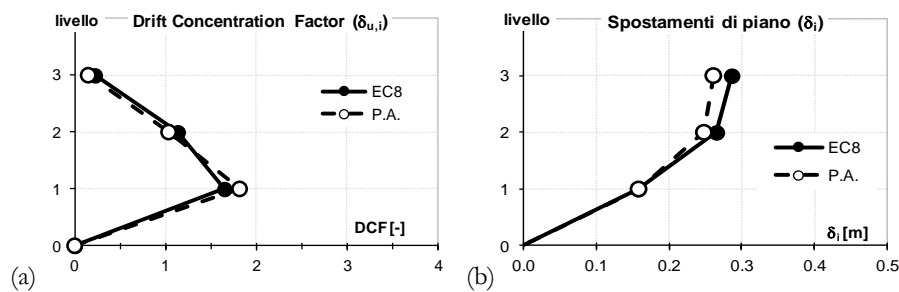 livello
Drift Concentration Factor (δu,i)
3
2
1
0
EC8
P.A.
DCF [-]
0
1
2
3
4
(a)
livello
Spostamenti di piano (δi)
3
2
1
0
EC8
P.A.
δi [m]
0.0
0.1
0.2
0.3
0.4
0.5
(b)